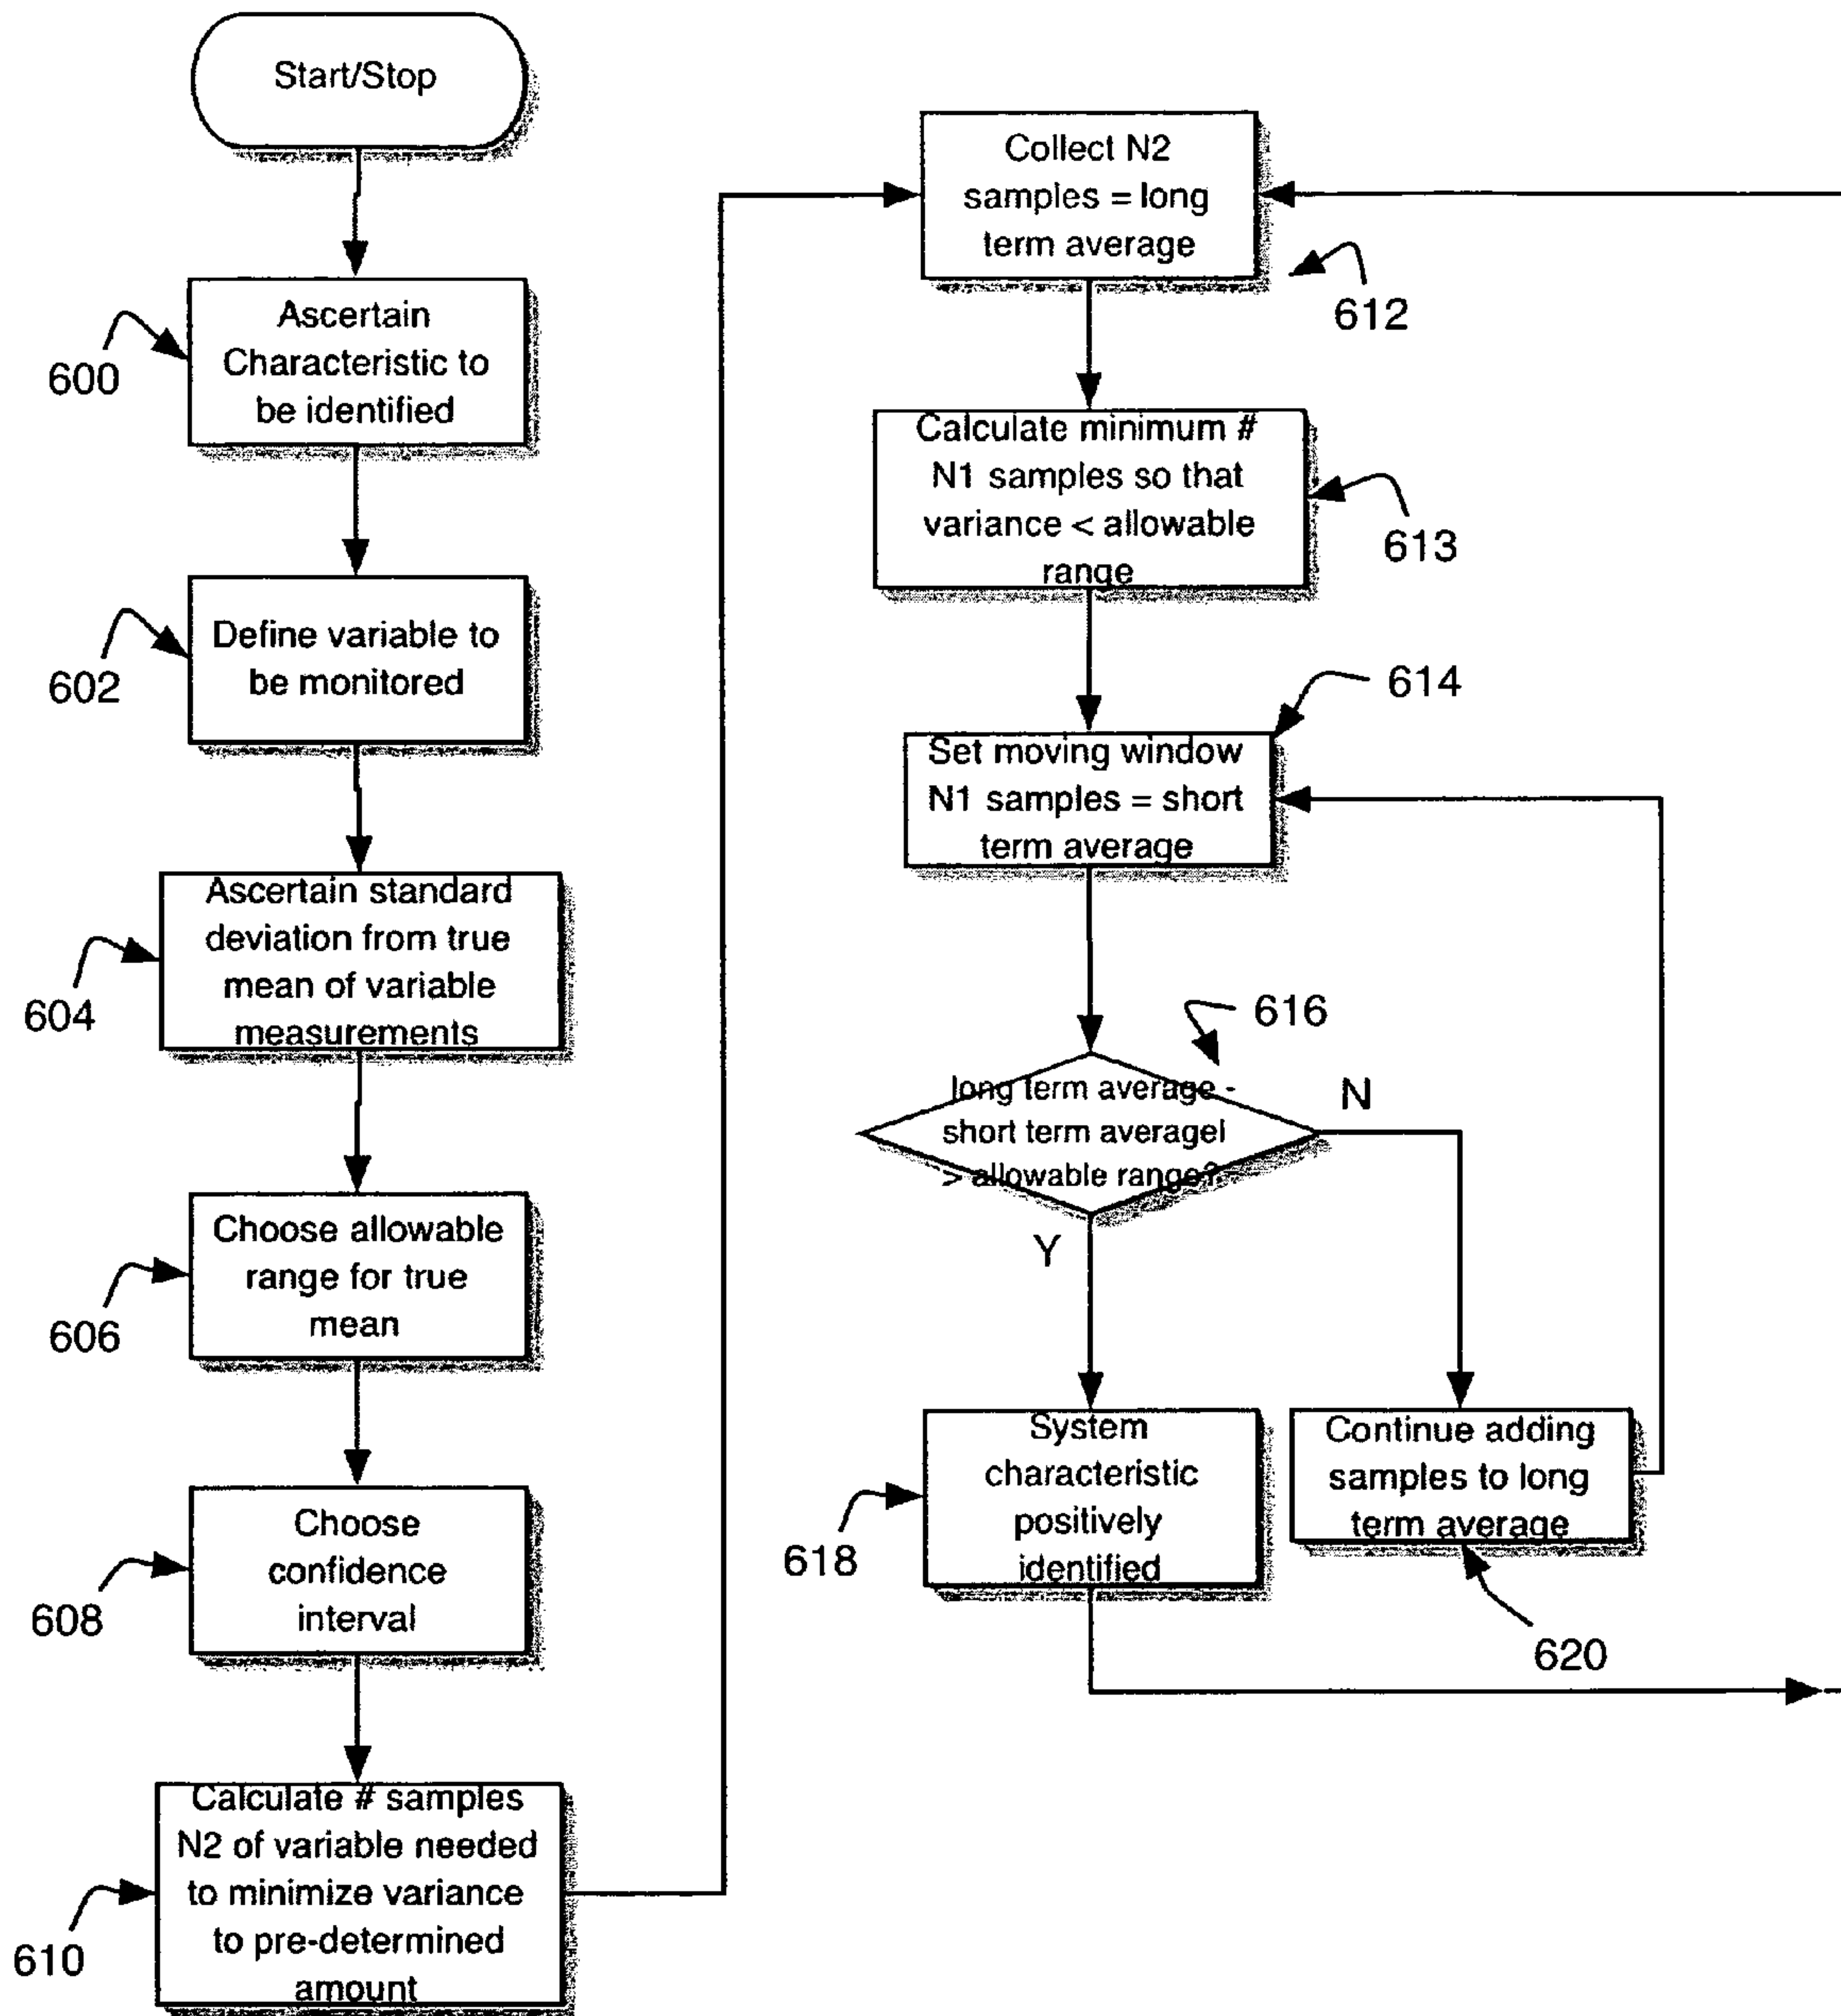 Start/Stop
600
Ascertain
Characteristic to
be identified
602
Define variable to
be monitored
604
Ascertain standard
deviation from true
mean of variable
measurements
606
Choose allowable
range for true
mean
608
Choose
confidence
interval
610
Calculate # samples
N2 of variable needed
to minimize variance
to pre-determined
amount
Collect N2
samples = long
term average
612
Calculate minimum #
N1 samples so that
variance < allowable
range
613
614
Set moving window
N1 samples = short
term average
616
long term average -
short term average|
> allowable range?
N
Y
618
System
characteristic
positively
identified
Continue adding
samples to long
term average
620